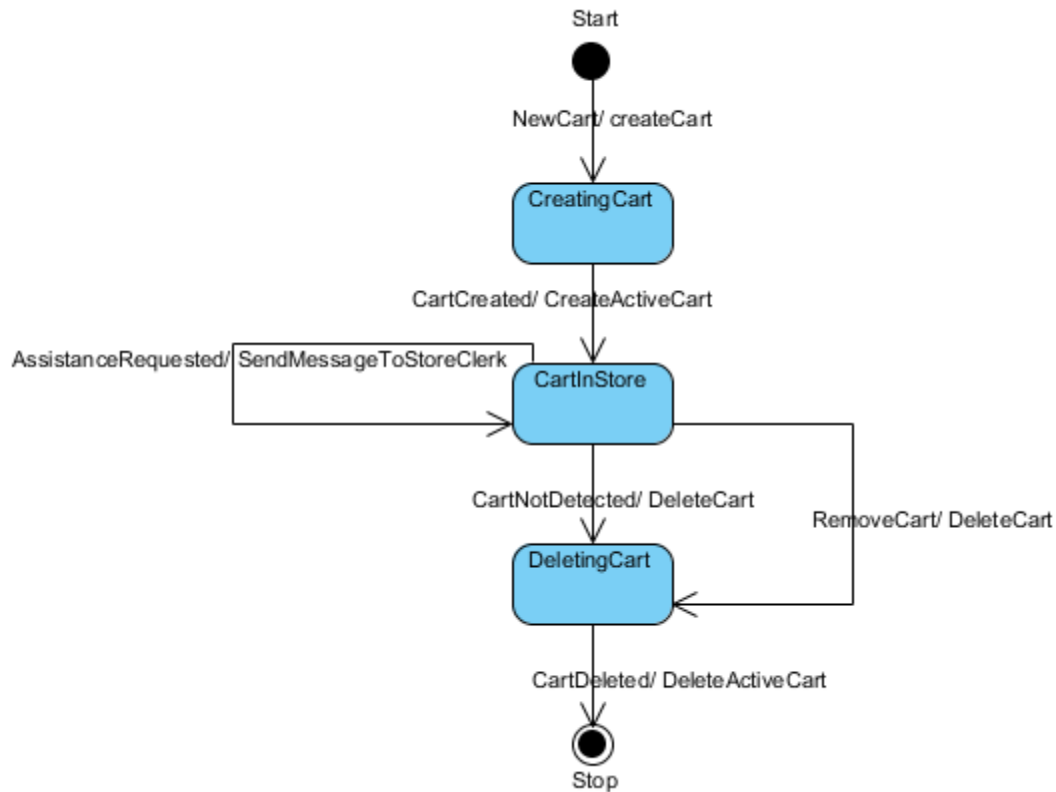 Start
NewCart/ createCart
CreatingCart
CartCreated/ CreateActiveCart
AssistanceRequested/ SendMessageToStoreClerk
CartInStore
CartNotDetected/ DeleteCart
RemoveCart/ DeleteCart
DeletingCart
CartDeleted/ DeleteActiveCart
Stop